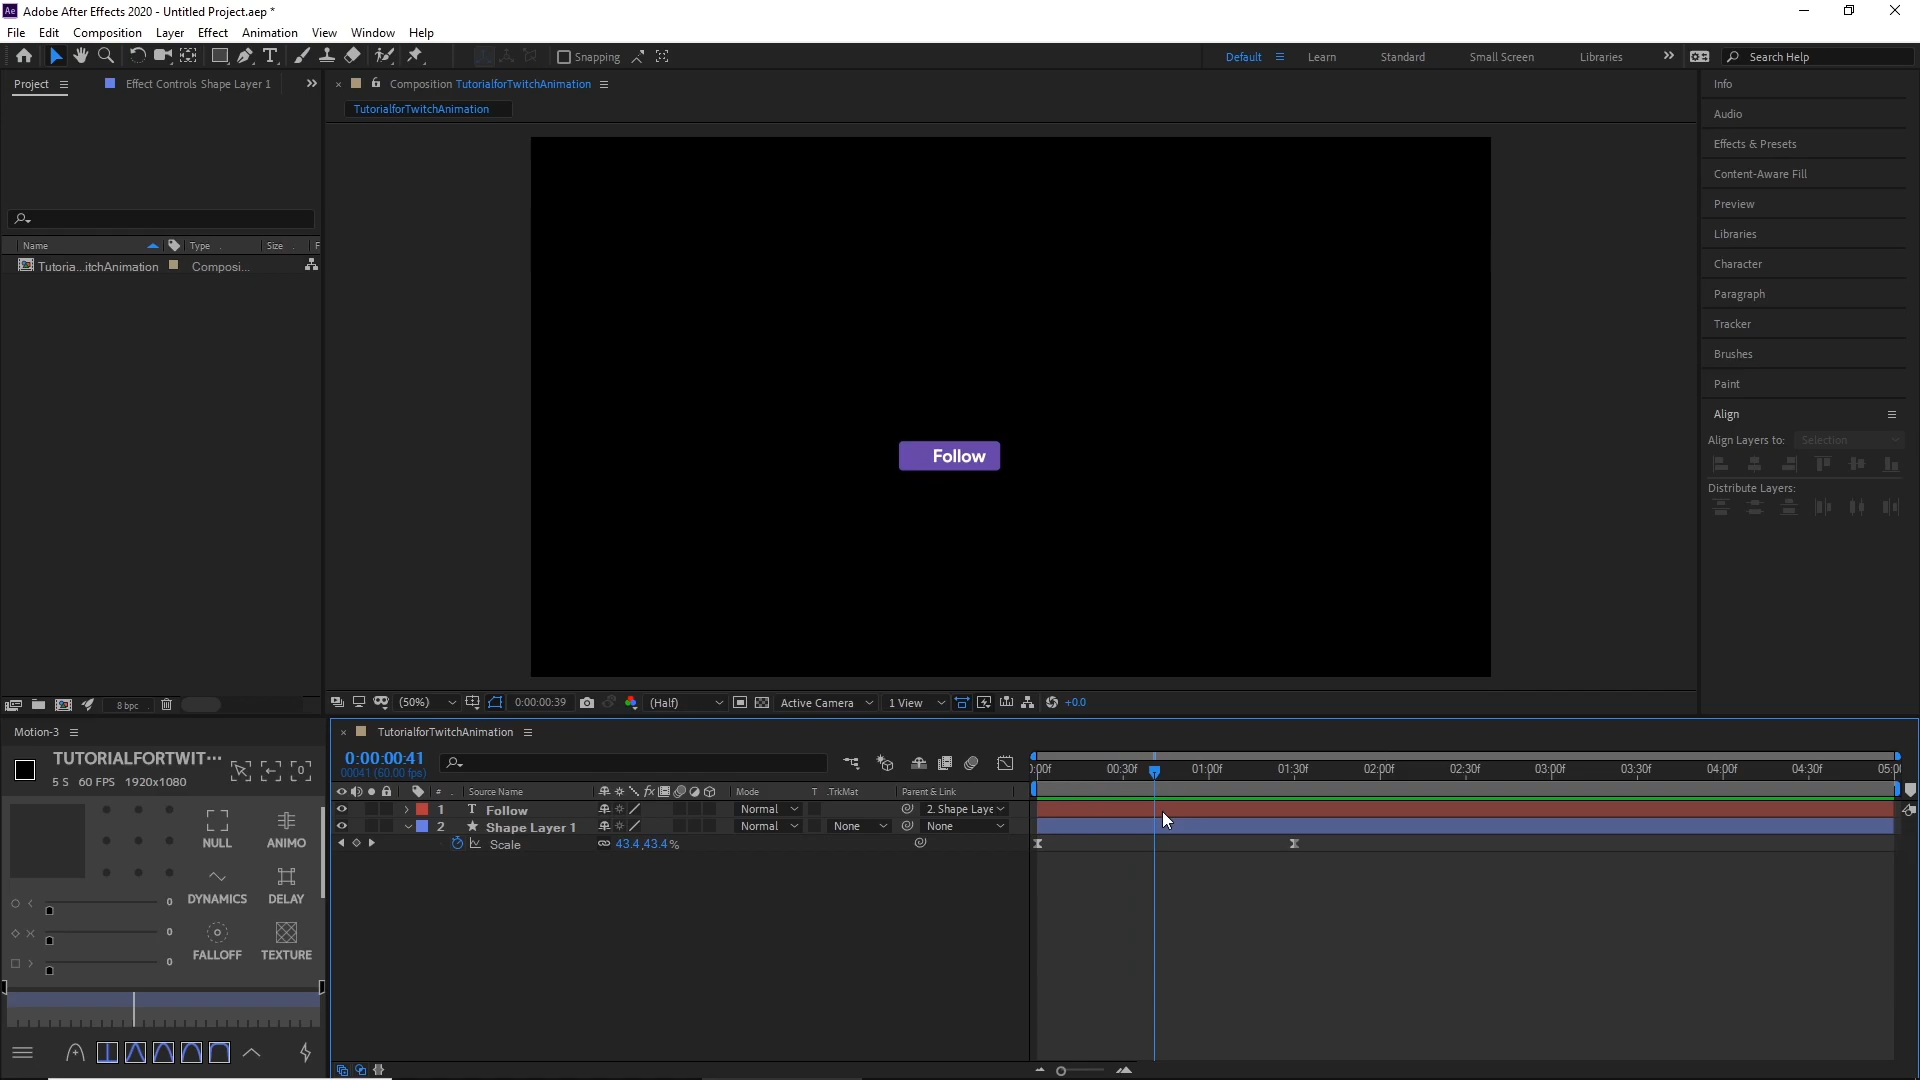 Ae Adobe After Effects 2020 - Untitled Project.aep *
File Edit Composition Layer Effect Animation View Window Help
Snapping Default Learn Standard Small Screen Libraries Search Help
Project Effect Controls Shape Layer 1 Composition TutorialforTwitchAnimation
TutorialforTwitchAnimation
Name Type Size F
Tutoria...itchAnimation Composi...
Follow
Info
Audio
Effects & Presets
Content-Aware Fill
Preview
Libraries
Character
Paragraph
Tracker
Brushes
Paint
Align
Align Layers to: Selection
Distribute Layers:
8 bpc (50%) 0:00:00:39 (Half) Active Camera 1 View +0.0
Motion-3 TutorialforTwitchAnimation
TUTORIALFORTWIT···
5 S 60 FPS 1920x1080
NULL ANIMO
DYNAMICS DELAY
FALLOFF TEXTURE
0
0
0
0:00:00:41
00041 (60.00 fps)
):00f 00:30f 01:00f 01:30f 02:00f 02:30f 03:00f 03:30f 04:00f 04:30f 05:0(
# Source Name Mode T .TrkMat Parent & Link
1 T Follow Normal 2. Shape Laye
2 Shape Layer 1 Normal None None
Scale 43.4,43.4%